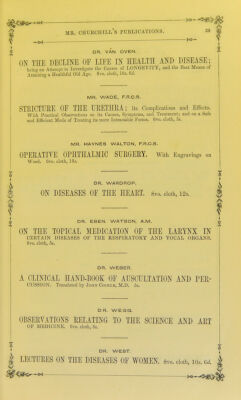 MR. CHURCHILL'S PUBLICATIONS.
DR. VAN OVEN.
ON THE DECLINE OF LIFE IN HEALTH AND DISEASE;
being an Attempt to Investigate the Causes of LONGEVITY; and the Best Means of
Attaining a Healthful Old Age. 8vo. cloth, 10s. 6d.
MR. WADE, F.R.C.S.
STRICTURE OF THE URETHRA; its Complications and Effects.
With Practical Observations on its Causes, Symptoms, and Treatment; and on a Safe
and Efficient Mode of Treating its more Intractable Forms. 8vo. cloth, 5s.
MR. HAYNES WALTON, F.R.C.S.
OPERATIVE OPHTHALMIC SURGERY. With Engravings on
Wood. 8vo. cloth, 18s.
DR. WARDROP.
ON DISEASES OF THE HEART. 8vo. cloth, 12s.
DR. EBEN. WATSON, A.M.
ON THE TOPICAL MEDICATION OF THE LARYNX IN
CERTAIN DISEASES OF THE RESPIRATORY AND VOCAL ORGANS.
8vo. cloth, 5s.
DR. WEBER.
A CLINICAL HAND-BOOK OF AUSCULTATION AND PER-
CUSSION. Translated by JOHN COCKLE, M.D. 5s.
DR. WEGG.
OBSERVATIONS RELATING TO THE SCIENCE AND ART
OF MEDICINE. 8vo. cloth, 8s.
DR. WEST.
LECTURES ON THE DISEASES OF WOMEN. 8vo. cloth, 10s. 6d.